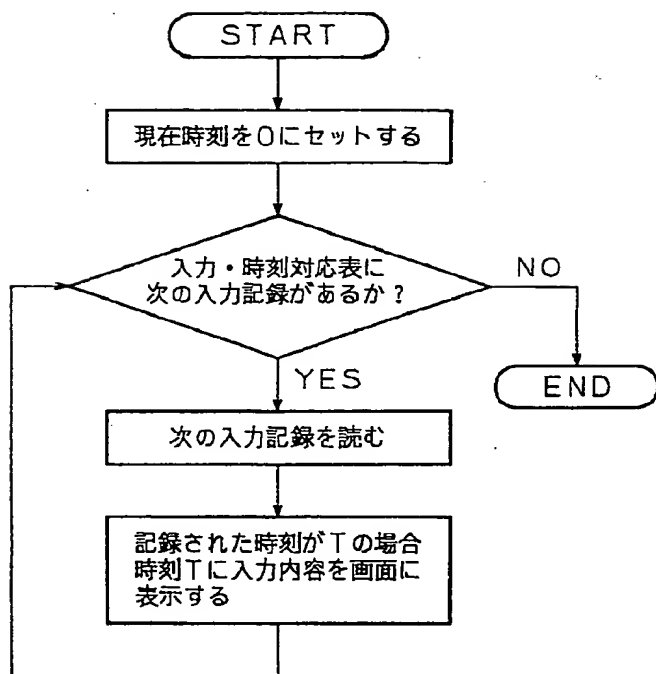 START
現在時刻を0にセットする
入力・時刻対応表に
次の入力記録があるか?
NO
YES
END
次の入力記録を読む
記録された時刻がTの場合
時刻Tに入力内容を画面に
表示する